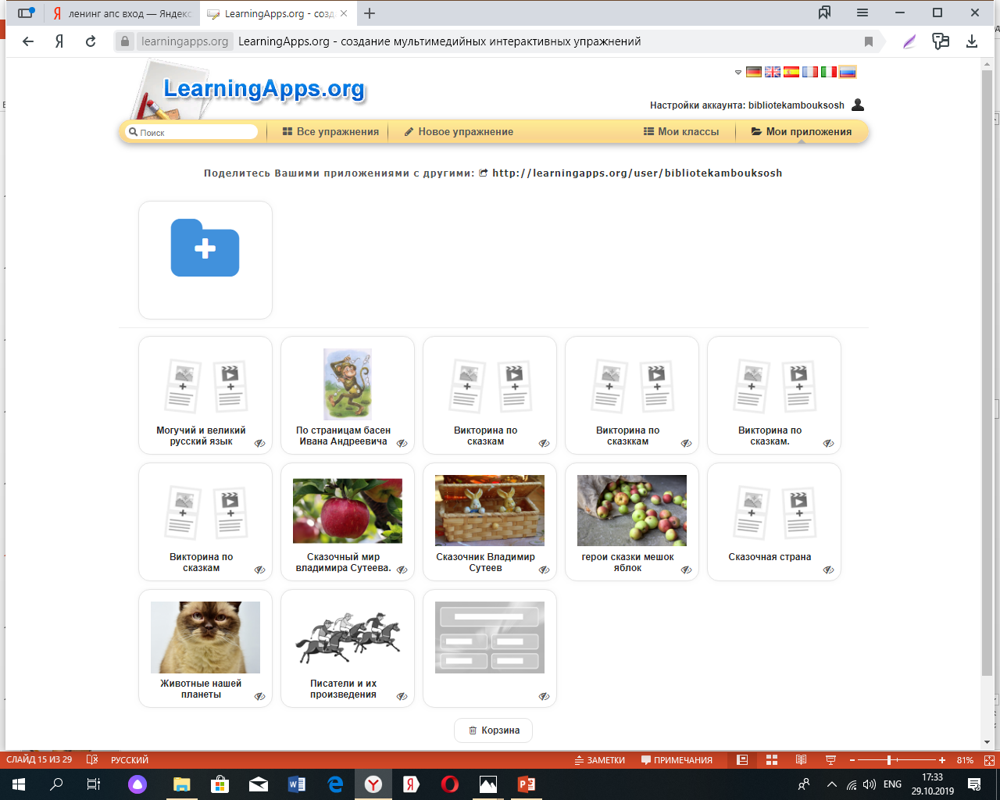 ленинг апс вход — Яндекс
LearningApps.org - созд
learningapps.org LearningApps.org - создание мультимедийных интерактивных упражнений
LearningApps.org
Настройки аккаунта: bibliotekambouksosh
Поиск
Все упражнения
Новое упражнение
Мои классы
Мои приложения
Поделитесь Вашими приложениями с другими: http://learningapps.org/user/bibliotekambouksosh
Могучий и великий
русский язык
По страницам басен
Ивана Андреевича
Викторина по
сказкам
Викторина по
сказккам
Викторина по
сказкам.
Викторина по
сказкам
Сказочный мир
владимира Сутеева.
Сказочник Владимир
Сутеев
герои сказки мешок
яблок
Сказочная страна
Животные нашей
планеты
Писатели и их
произведения
Корзина
СЛАЙД 15 ИЗ 29
РУССКИЙ
ЗАМЕТКИ
ПРИМЕЧАНИЯ
81%
ENG
17:33
29.10.2019